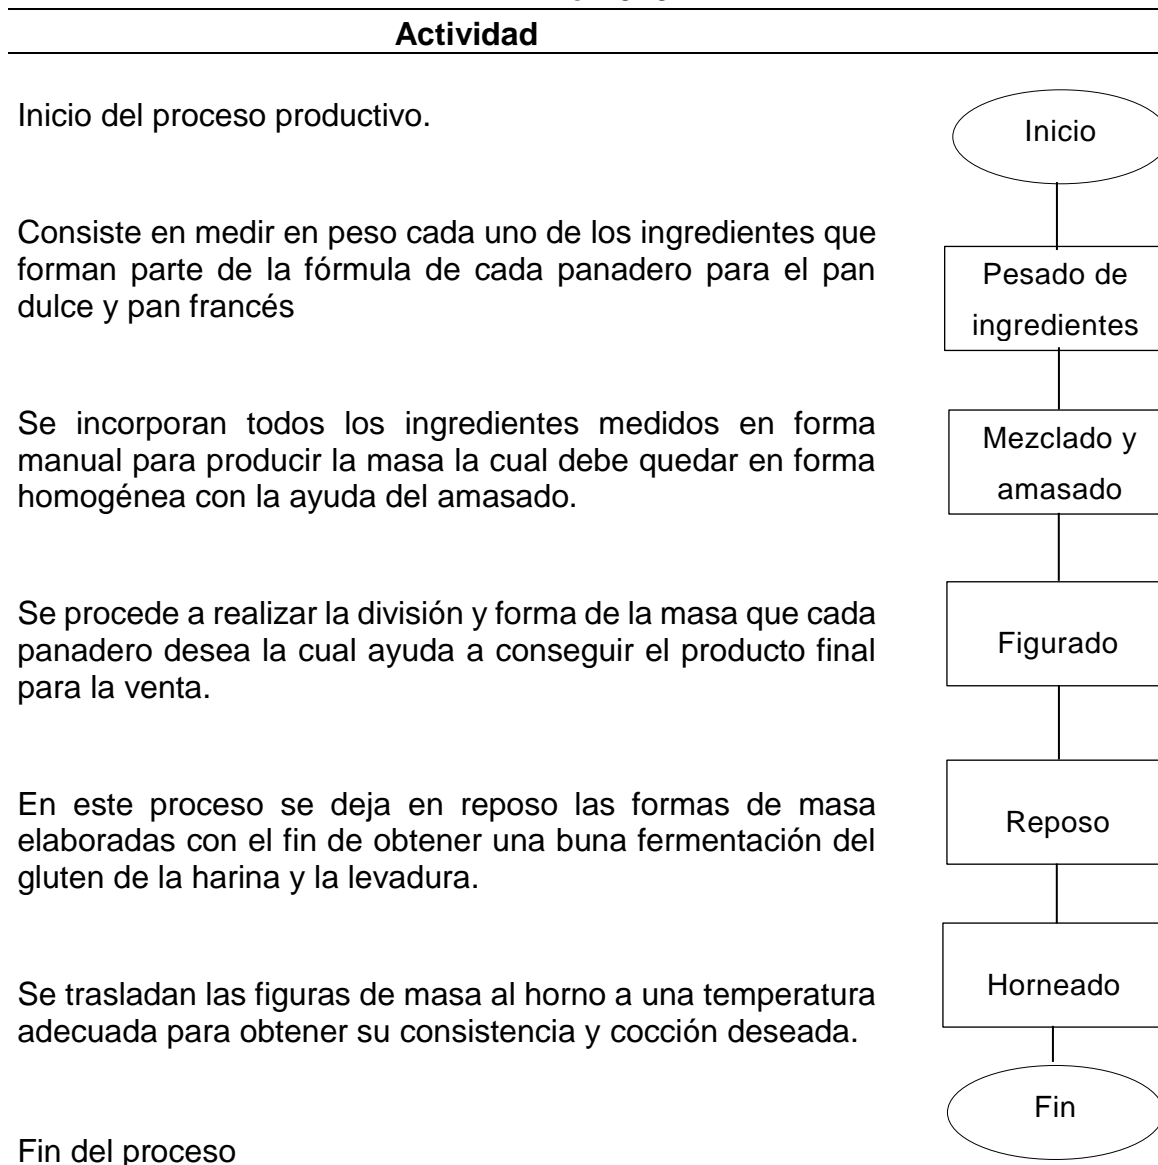 Actividad
Inicio del proceso productivo.
Inicio
Consiste en medir en peso cada uno de los ingredientes que
forman parte de la fórmula de cada panadero para el pan
dulce y pan francés
Pesado de
ingredientes
Se incorporan todos los ingredientes medidos en forma
manual para producir la masa la cual debe quedar en forma
homogénea con la ayuda del amasado.
Mezclado y
amasado
Se procede a realizar la división y forma de la masa que cada
panadero desea la cual ayuda a conseguir el producto final
para la venta.
Figurado
En este proceso se deja en reposo las formas de masa
elaboradas con el fin de obtener una buna fermentación del
gluten de la harina y la levadura.
Reposo
Se trasladan las figuras de masa al horno a una temperatura
adecuada para obtener su consistencia y cocción deseada.
Horneado
Fin
Fin del proceso